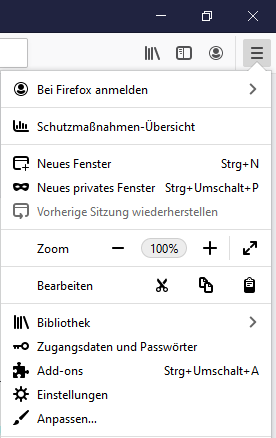 Bei Firefox anmelden
Schutzmaßnahmen-Übersicht
Neues Fenster Strg+N
Neues privates Fenster Strg+Umschalt+P
Vorherige Sitzung wiederherstellen
Zoom 100%
Bearbeiten
Bibliothek
Zugangsdaten und Passwörter
Add-ons Strg+Umschalt+A
Einstellungen
Anpassen...